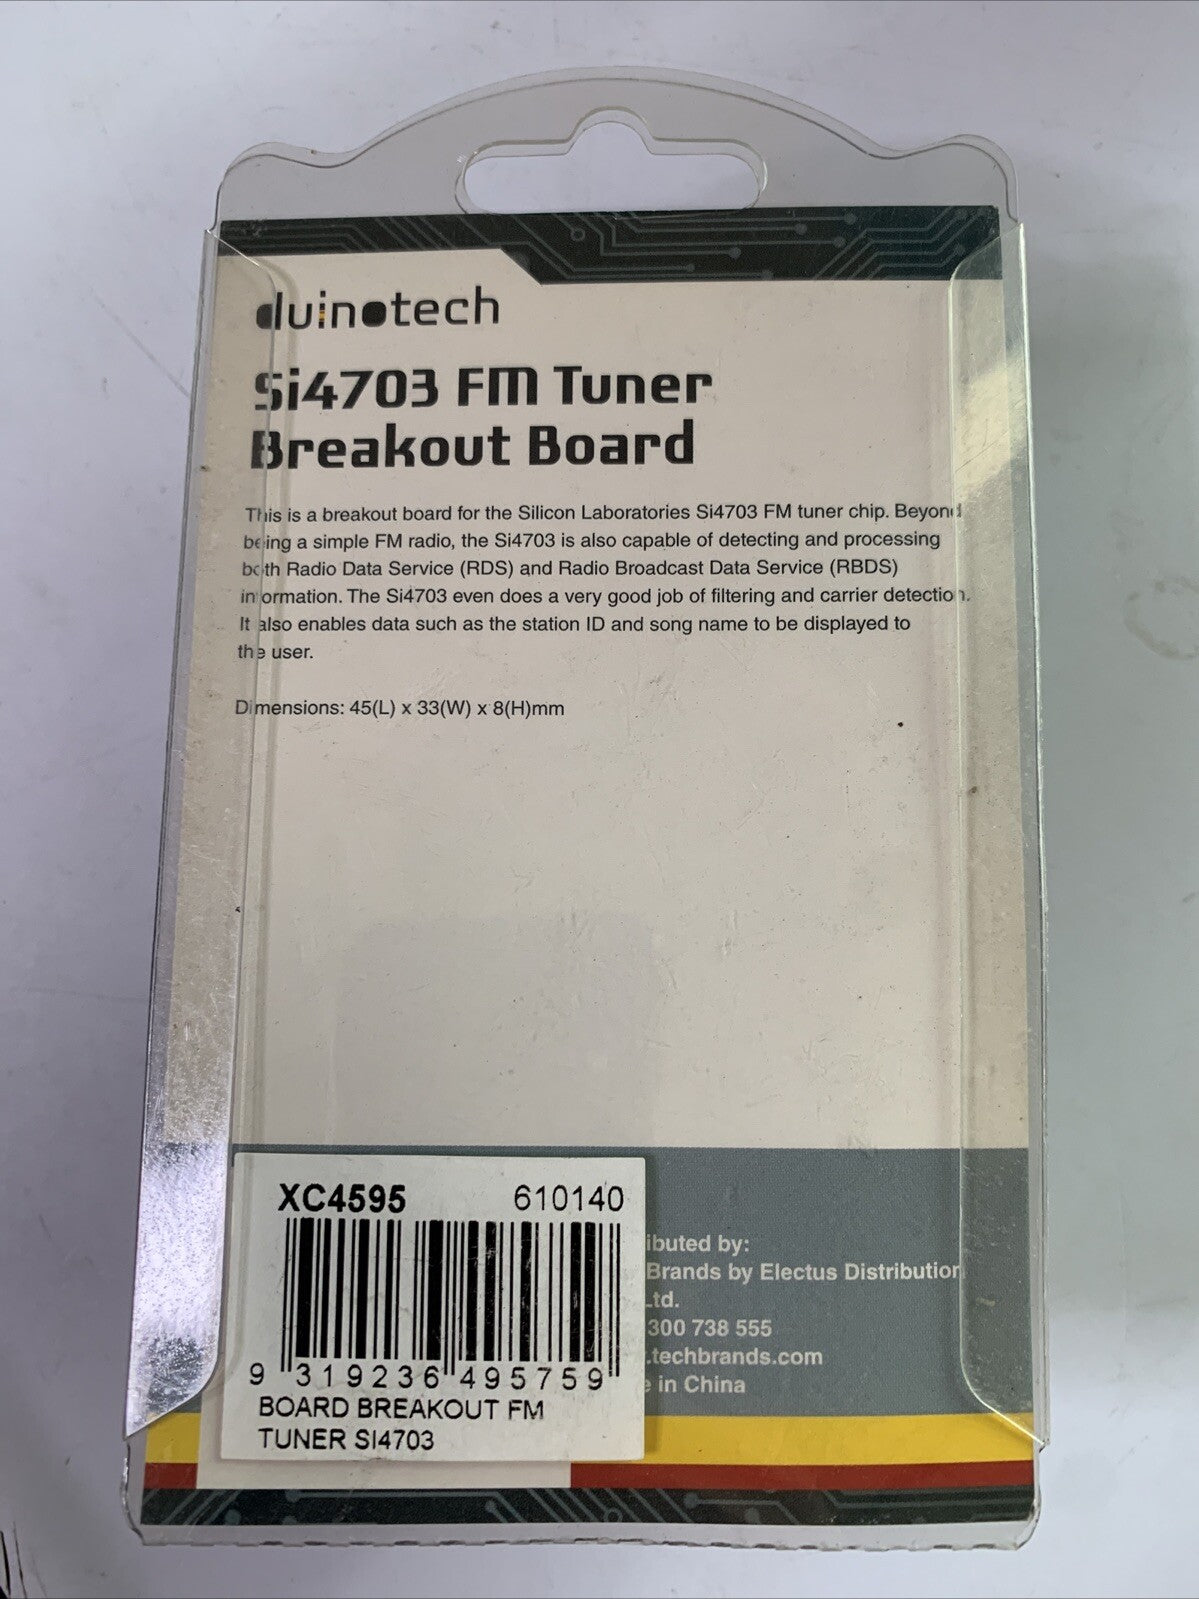 duinotech
Si4703 FM Tuner
Breakout Board
This is a breakout board for the Silicon Laboratories Si4703 FM tuner chip. Beyond
being a simple FM radio, the Si4703 is also capable of detecting and processing
both Radio Data Service (RDS) and Radio Broadcast Data Service (RBDS)
information. The Si4703 even does a very good job of filtering and carrier detection.
It also enables data such as the station ID and song name to be displayed to
the user.
Dimensions: 45(L) x 33(W) x 8(H)mm
XC4595 610140
9 319236 495759
BOARD BREAKOUT FM
TUNER SI4703
ibuted by:
Brands by Electus Distribution
Ltd.
300 738 555
.techbrands.com
e in China